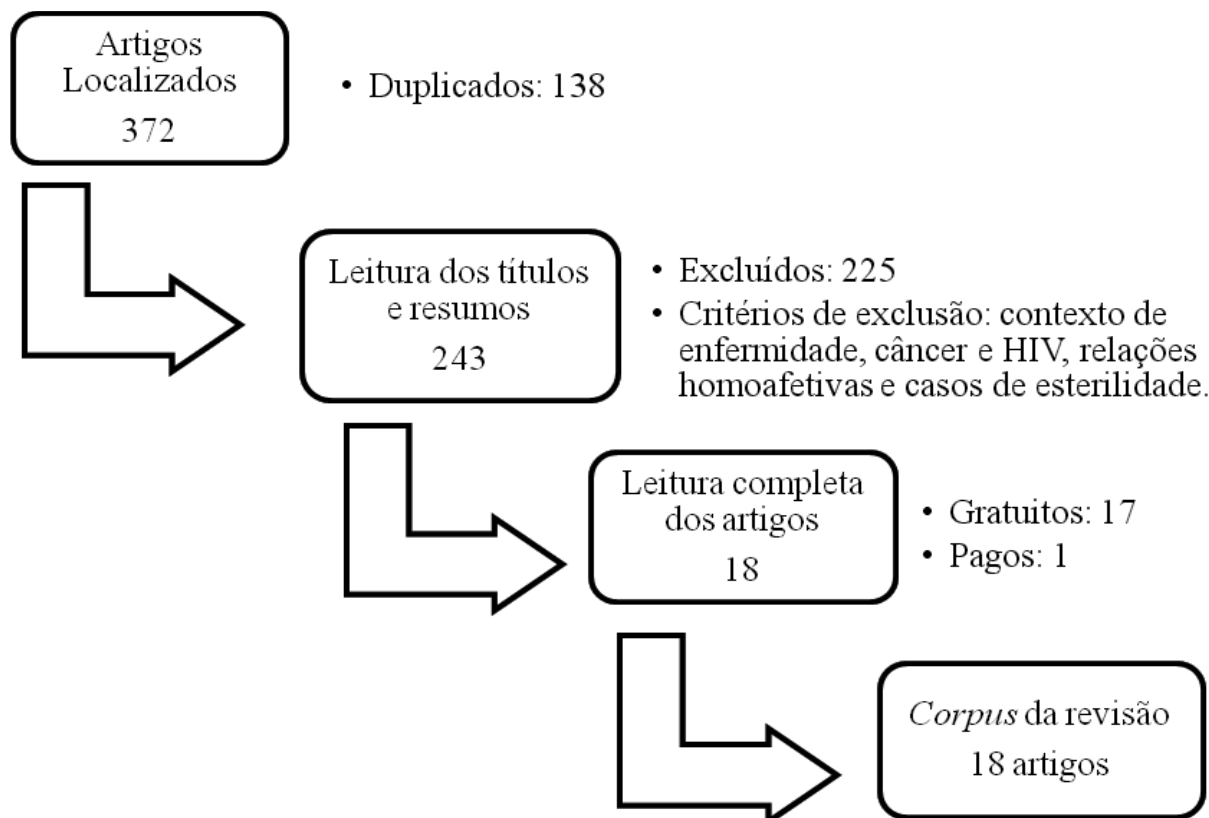 Artigos
Localizados
372
• Duplicados: 138
Leitura dos títulos
e resumos
243
• Excluídos: 225
• Critérios de exclusão: contexto de
enfermidade, câncer e HIV, relações
homoafetivas e casos de esterilidade.
Leitura completa
dos artigos
18
• Gratuitos: 17
• Pagos: 1
Corpus da revisão
18 artigos